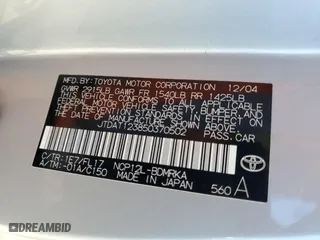 MFD. BY: TOYOTA MOTOR CORPORATION 12/04
GVWR 2915LB GAWR FR 1540LB RR 1425LB
THIS VEHICLE CONFORMS TO ALL APPLICABLE
FEDERAL MOTOR VEHICLE SAFETY, BUMPER, AND
THEFT PREVENTION STANDARDS IN EFFECT ON
THE DATE OF MANUFACTURE SHOWN ABOVE.
JTDAT123850370502 PASS. CAR
C/TR:1E7/FL17 NCP12L-BDMRKA
A/TM:-01A/C150 MADE IN JAPAN 560 A
DREAMBID